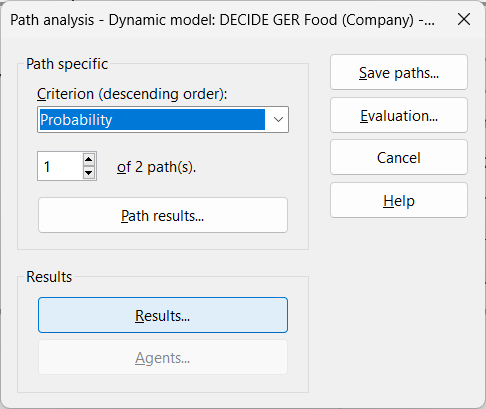 Path analysis - Dynamic model: DECIDE GER Food (Company) -...
Path specific
Criterion (descending order):
Probability
1 of 2 path(s).
Path results...
Save paths...
Evaluation...
Cancel
Help
Results
Results...
Agents...